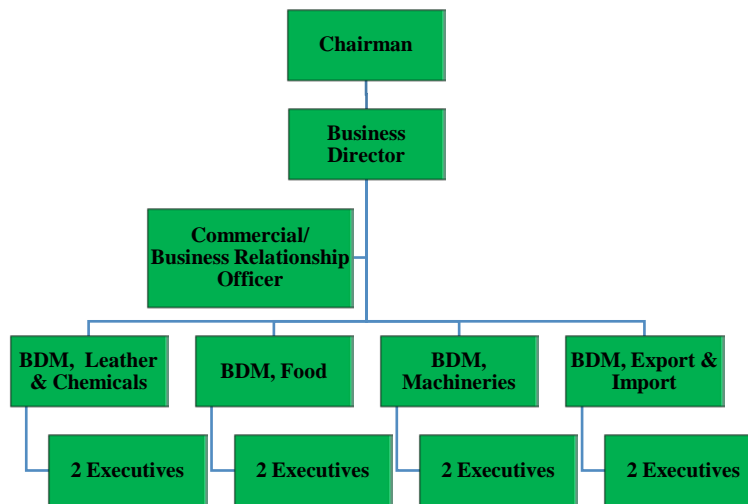 Chairman
Business
Director
Commercial/
Business Relationship
Officer
BDM, Leather
& Chemicals
BDM, Food
BDM,
Machineries
BDM, Export &
Import
2 Executives
2 Executives
2 Executives
2 Executives